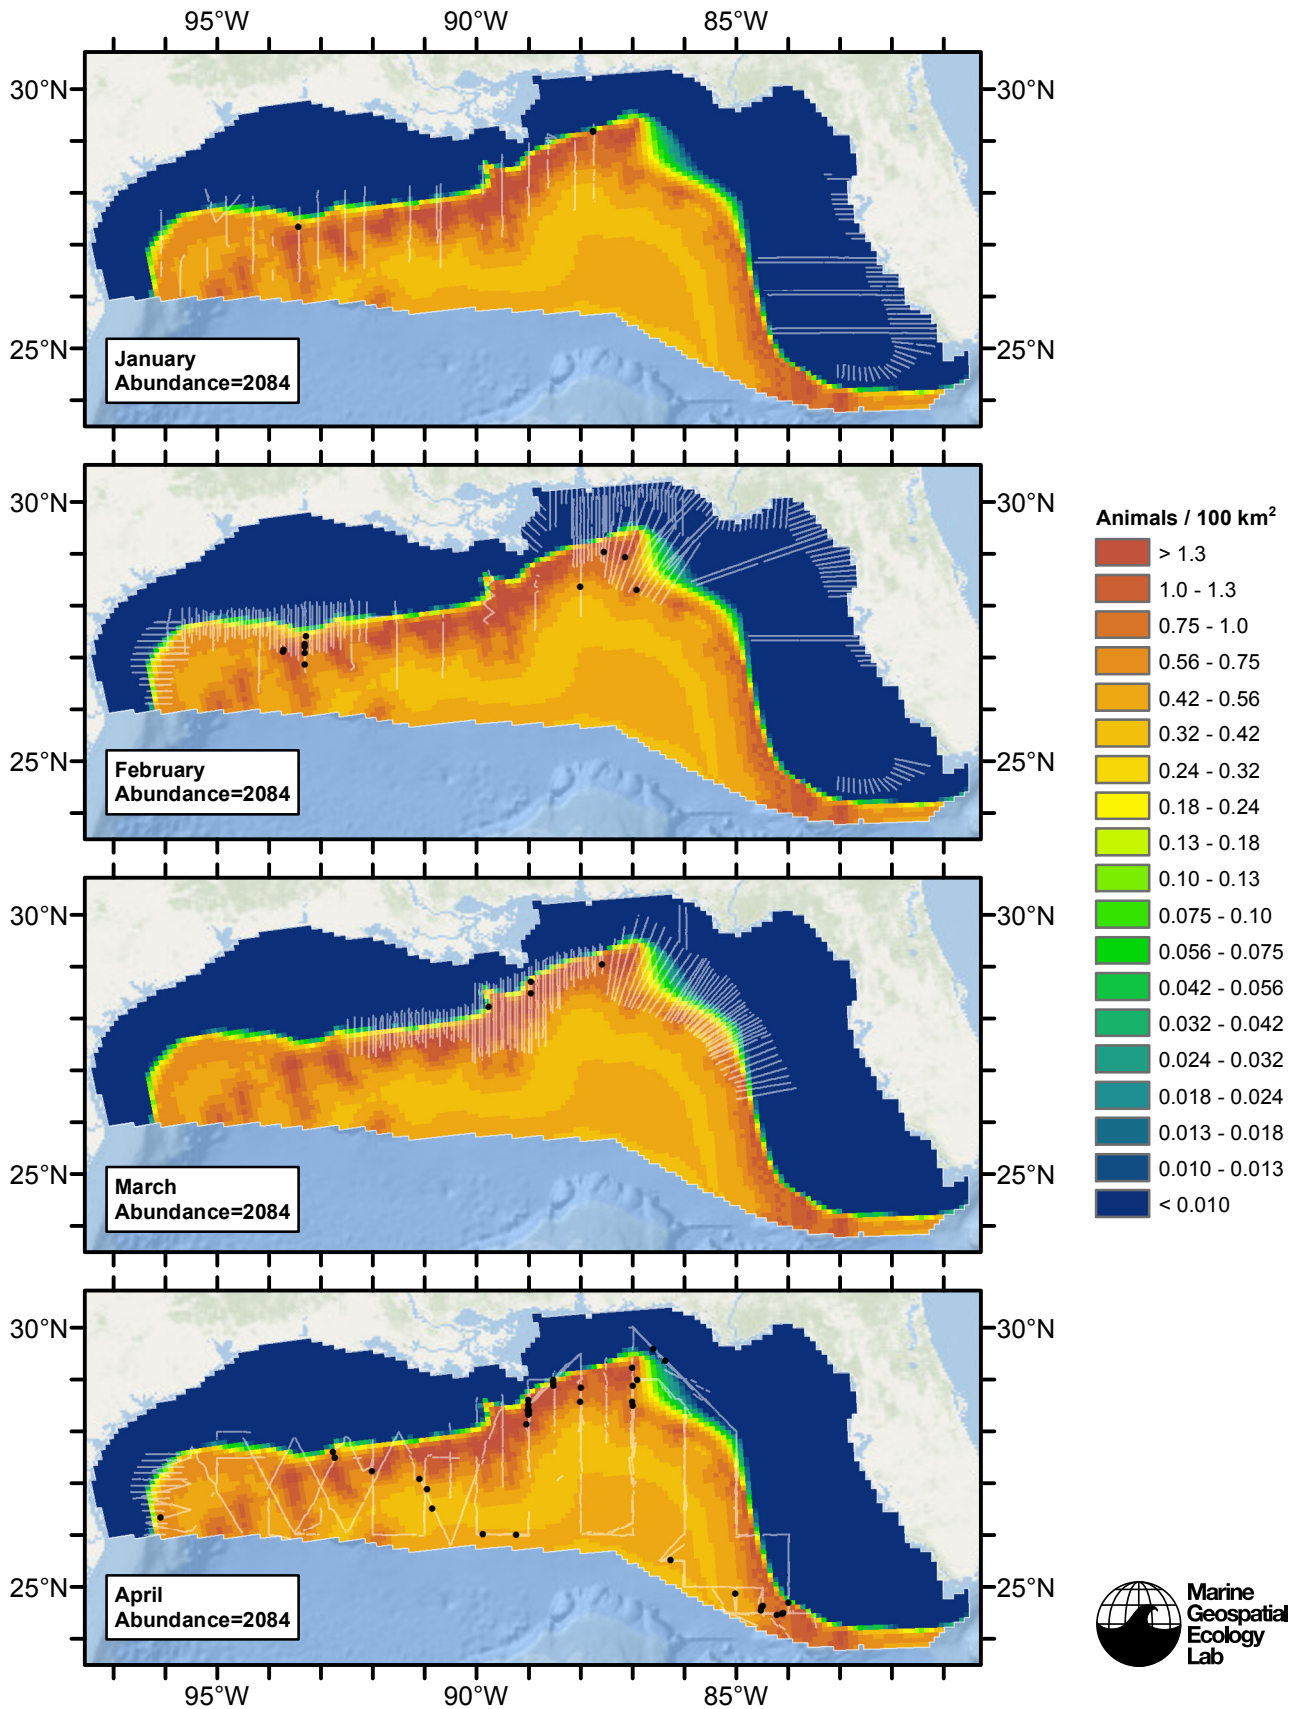 95°W 90°W 85°W
30°N 30°N
25°N 25°N
January
Abundance=2084
30°N 30°N
25°N 25°N
February
Abundance=2084
Animals / 100 km²
> 1.3
1.0 - 1.3
0.75 - 1.0
0.56 - 0.75
0.42 - 0.56
0.32 - 0.42
0.24 - 0.32
0.18 - 0.24
0.13 - 0.18
0.10 - 0.13
0.075 - 0.10
0.056 - 0.075
0.042 - 0.056
0.032 - 0.042
0.024 - 0.032
0.018 - 0.024
0.013 - 0.018
0.010 - 0.013
< 0.010
30°N 30°N
25°N 25°N
March
Abundance=2084
30°N 30°N
25°N 25°N
April
Abundance=2084
95°W 90°W 85°W
Marine
Geospatial
Ecology
Lab